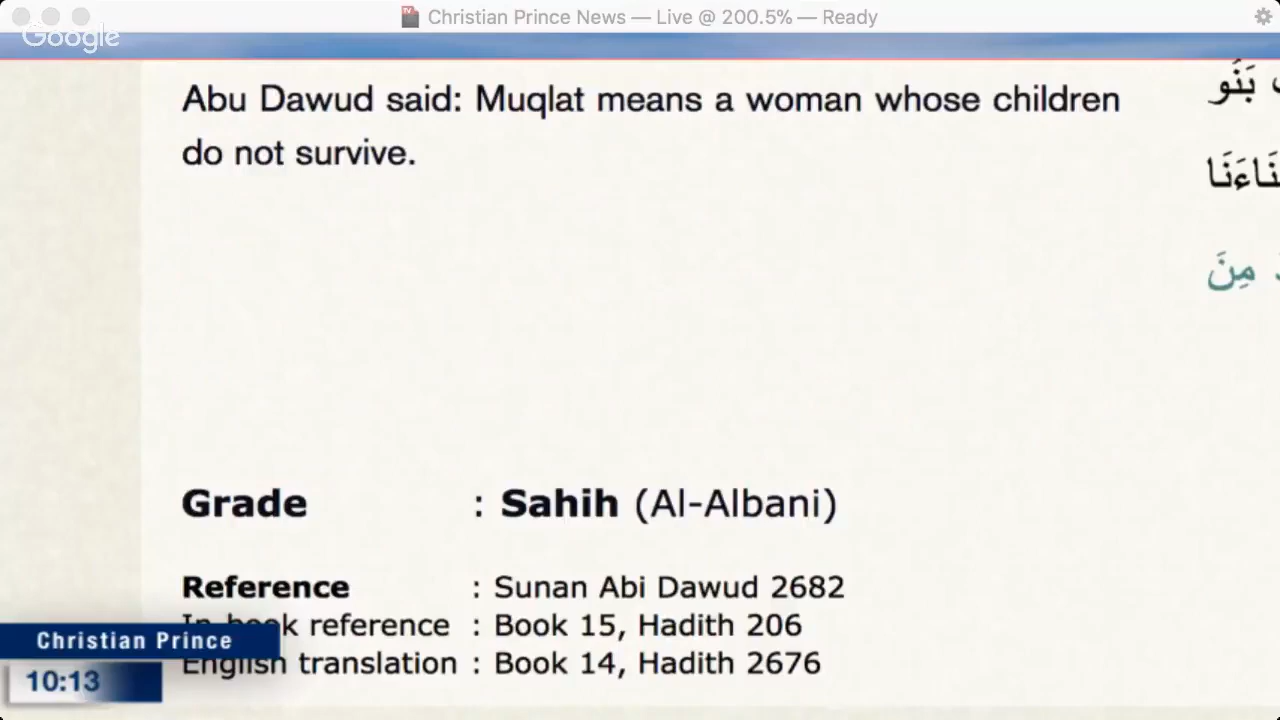 Christian Prince News — Live @ 200.5% — Ready
Google
Abu Dawud said: Muqlat means a woman whose children
do not survive.
بَنُو
مِنَ
Grade : Sahih (Al-Albani)
Reference : Sunan Abi Dawud 2682
In-book reference : Book 15, Hadith 206
English translation : Book 14, Hadith 2676
Christian Prince
10:13